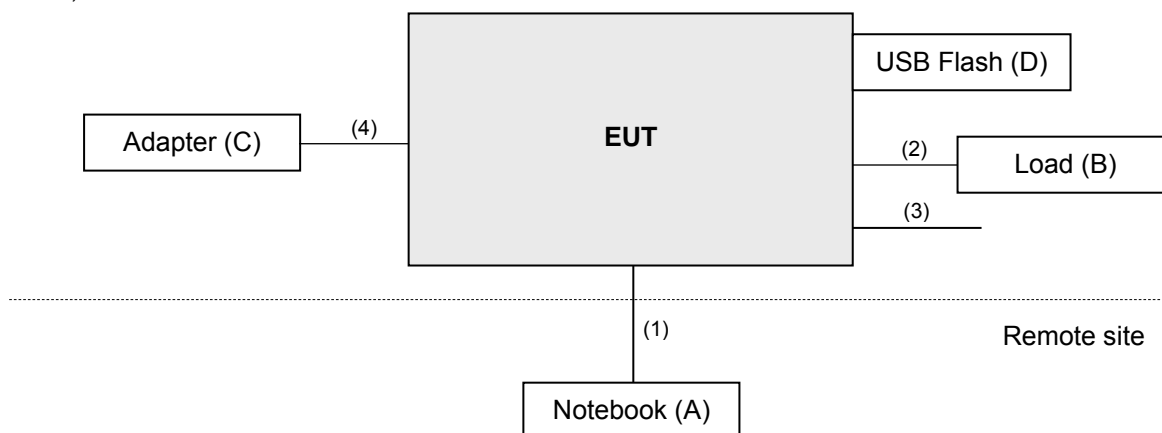 USB Flash (D)
Adapter (C)
(4)
EUT
(2)
Load (B)
(3)
(1)
Remote site
Notebook (A)